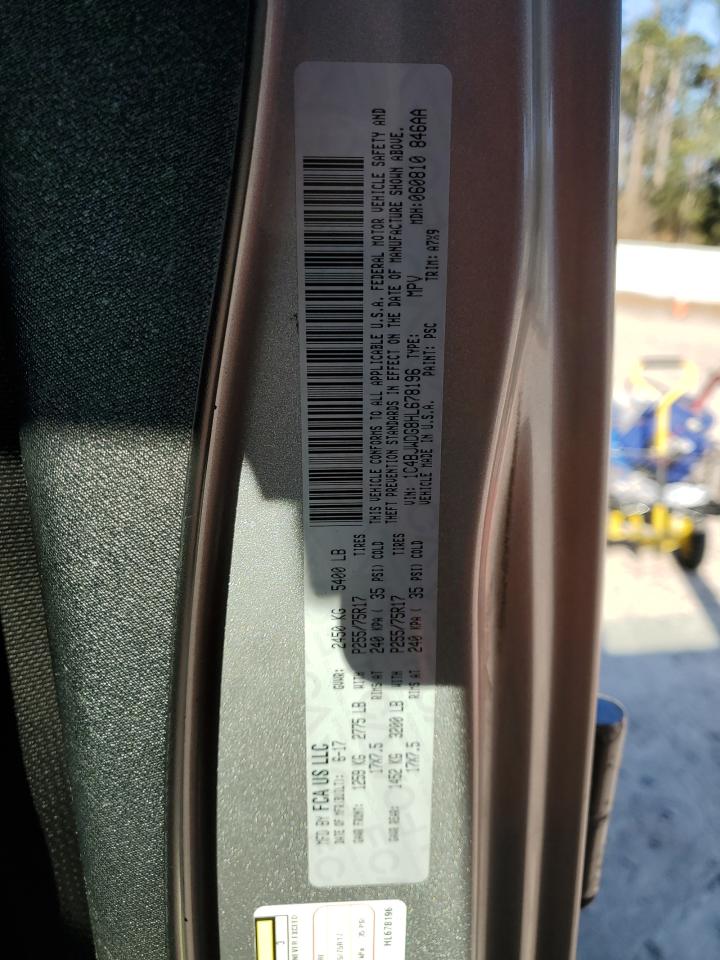 MFD BY FCA US LLC
DATE OF MFR.(BUILT): 6-17
GVWR: 2450 KG 5400 LB
GAWR FRONT: 1259 KG 2775 LB WITH P255/75R17 TIRES
17X7.5 RIMS AT 240 KPA ( 35 PSI) COLD
GAWR REAR: 1452 KG 3200 LB WITH P255/75R17 TIRES
17X7.5 RIMS AT 240 KPA ( 35 PSI) COLD
THIS VEHICLE CONFORMS TO ALL APPLICABLE U.S.A. FEDERAL MOTOR VEHICLE SAFETY AND
THEFT PREVENTION STANDARDS IN EFFECT ON THE DATE OF MANUFACTURE SHOWN ABOVE.
VIN: 1C4BJWDG8HL678196 TYPE: MPV MDH:060810 846AA
VEHICLE MADE IN U.S.A. PAINT: PSC TRIM: A7X9
3
EVER EXCEED
HL678196